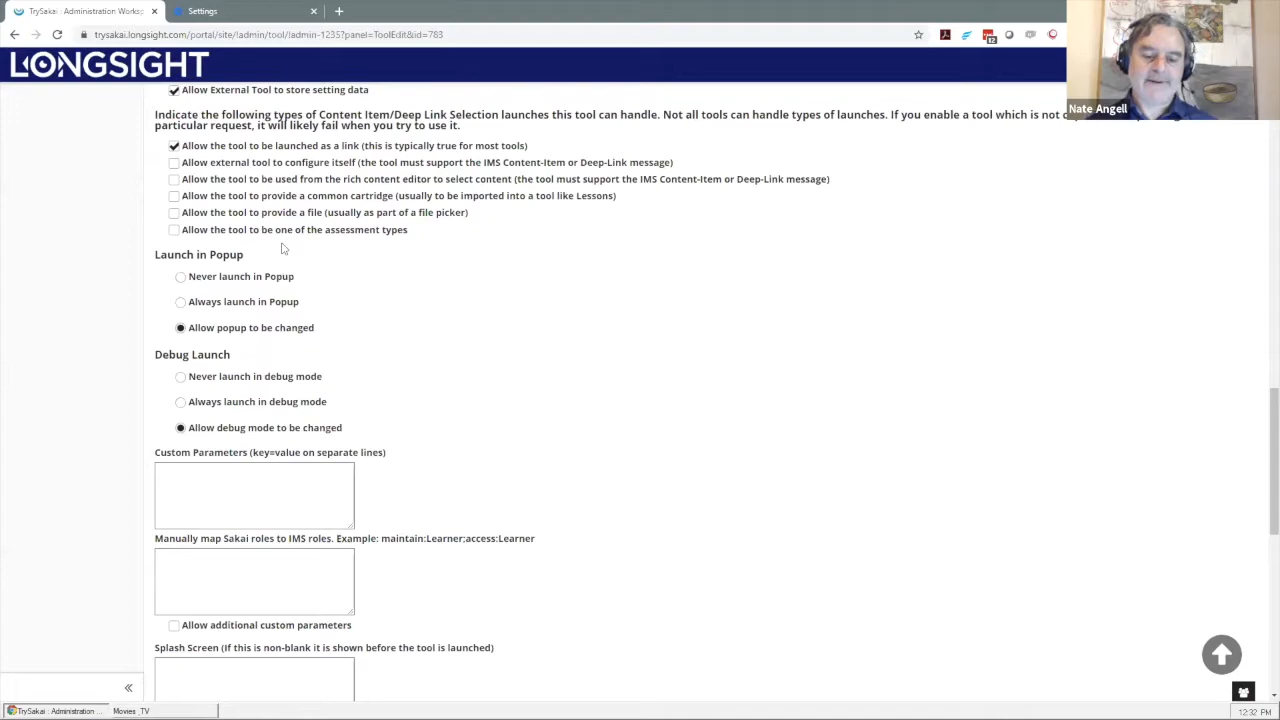 TrySakai : Administration Works
Settings
trysakai.longsight.com/portal/site/!admin/tool/!admin-1235?panel=ToolEdit&id=783
12
LONGSIGHT
Nate Angell
Allow External Tool to store setting data
Indicate the following types of Content Item/Deep Link Selection launches this tool can handle. Not all tools can handle types of launches. If you enable a tool which is not
particular request, it will likely fail when you try to use it.
Allow the tool to be launched as a link (this is typically true for most tools)
Allow external tool to configure itself (the tool must support the IMS Content-Item or Deep-Link message)
Allow the tool to be used from the rich content editor to select content (the tool must support the IMS Content-Item or Deep-Link message)
Allow the tool to provide a common cartridge (usually to be imported into a tool like Lessons)
Allow the tool to provide a file (usually as part of a file picker)
Allow the tool to be one of the assessment types
Launch in Popup
Never launch in Popup
Always launch in Popup
Allow popup to be changed
Debug Launch
Never launch in debug mode
Always launch in debug mode
Allow debug mode to be changed
Custom Parameters (key=value on separate lines)
Manually map Sakai roles to IMS roles. Example: maintain:Learner;access:Learner
Allow additional custom parameters
Splash Screen (If this is non-blank it is shown before the tool is launched)
TrySakai : Administration ...
Movies _TV
12:32 PM